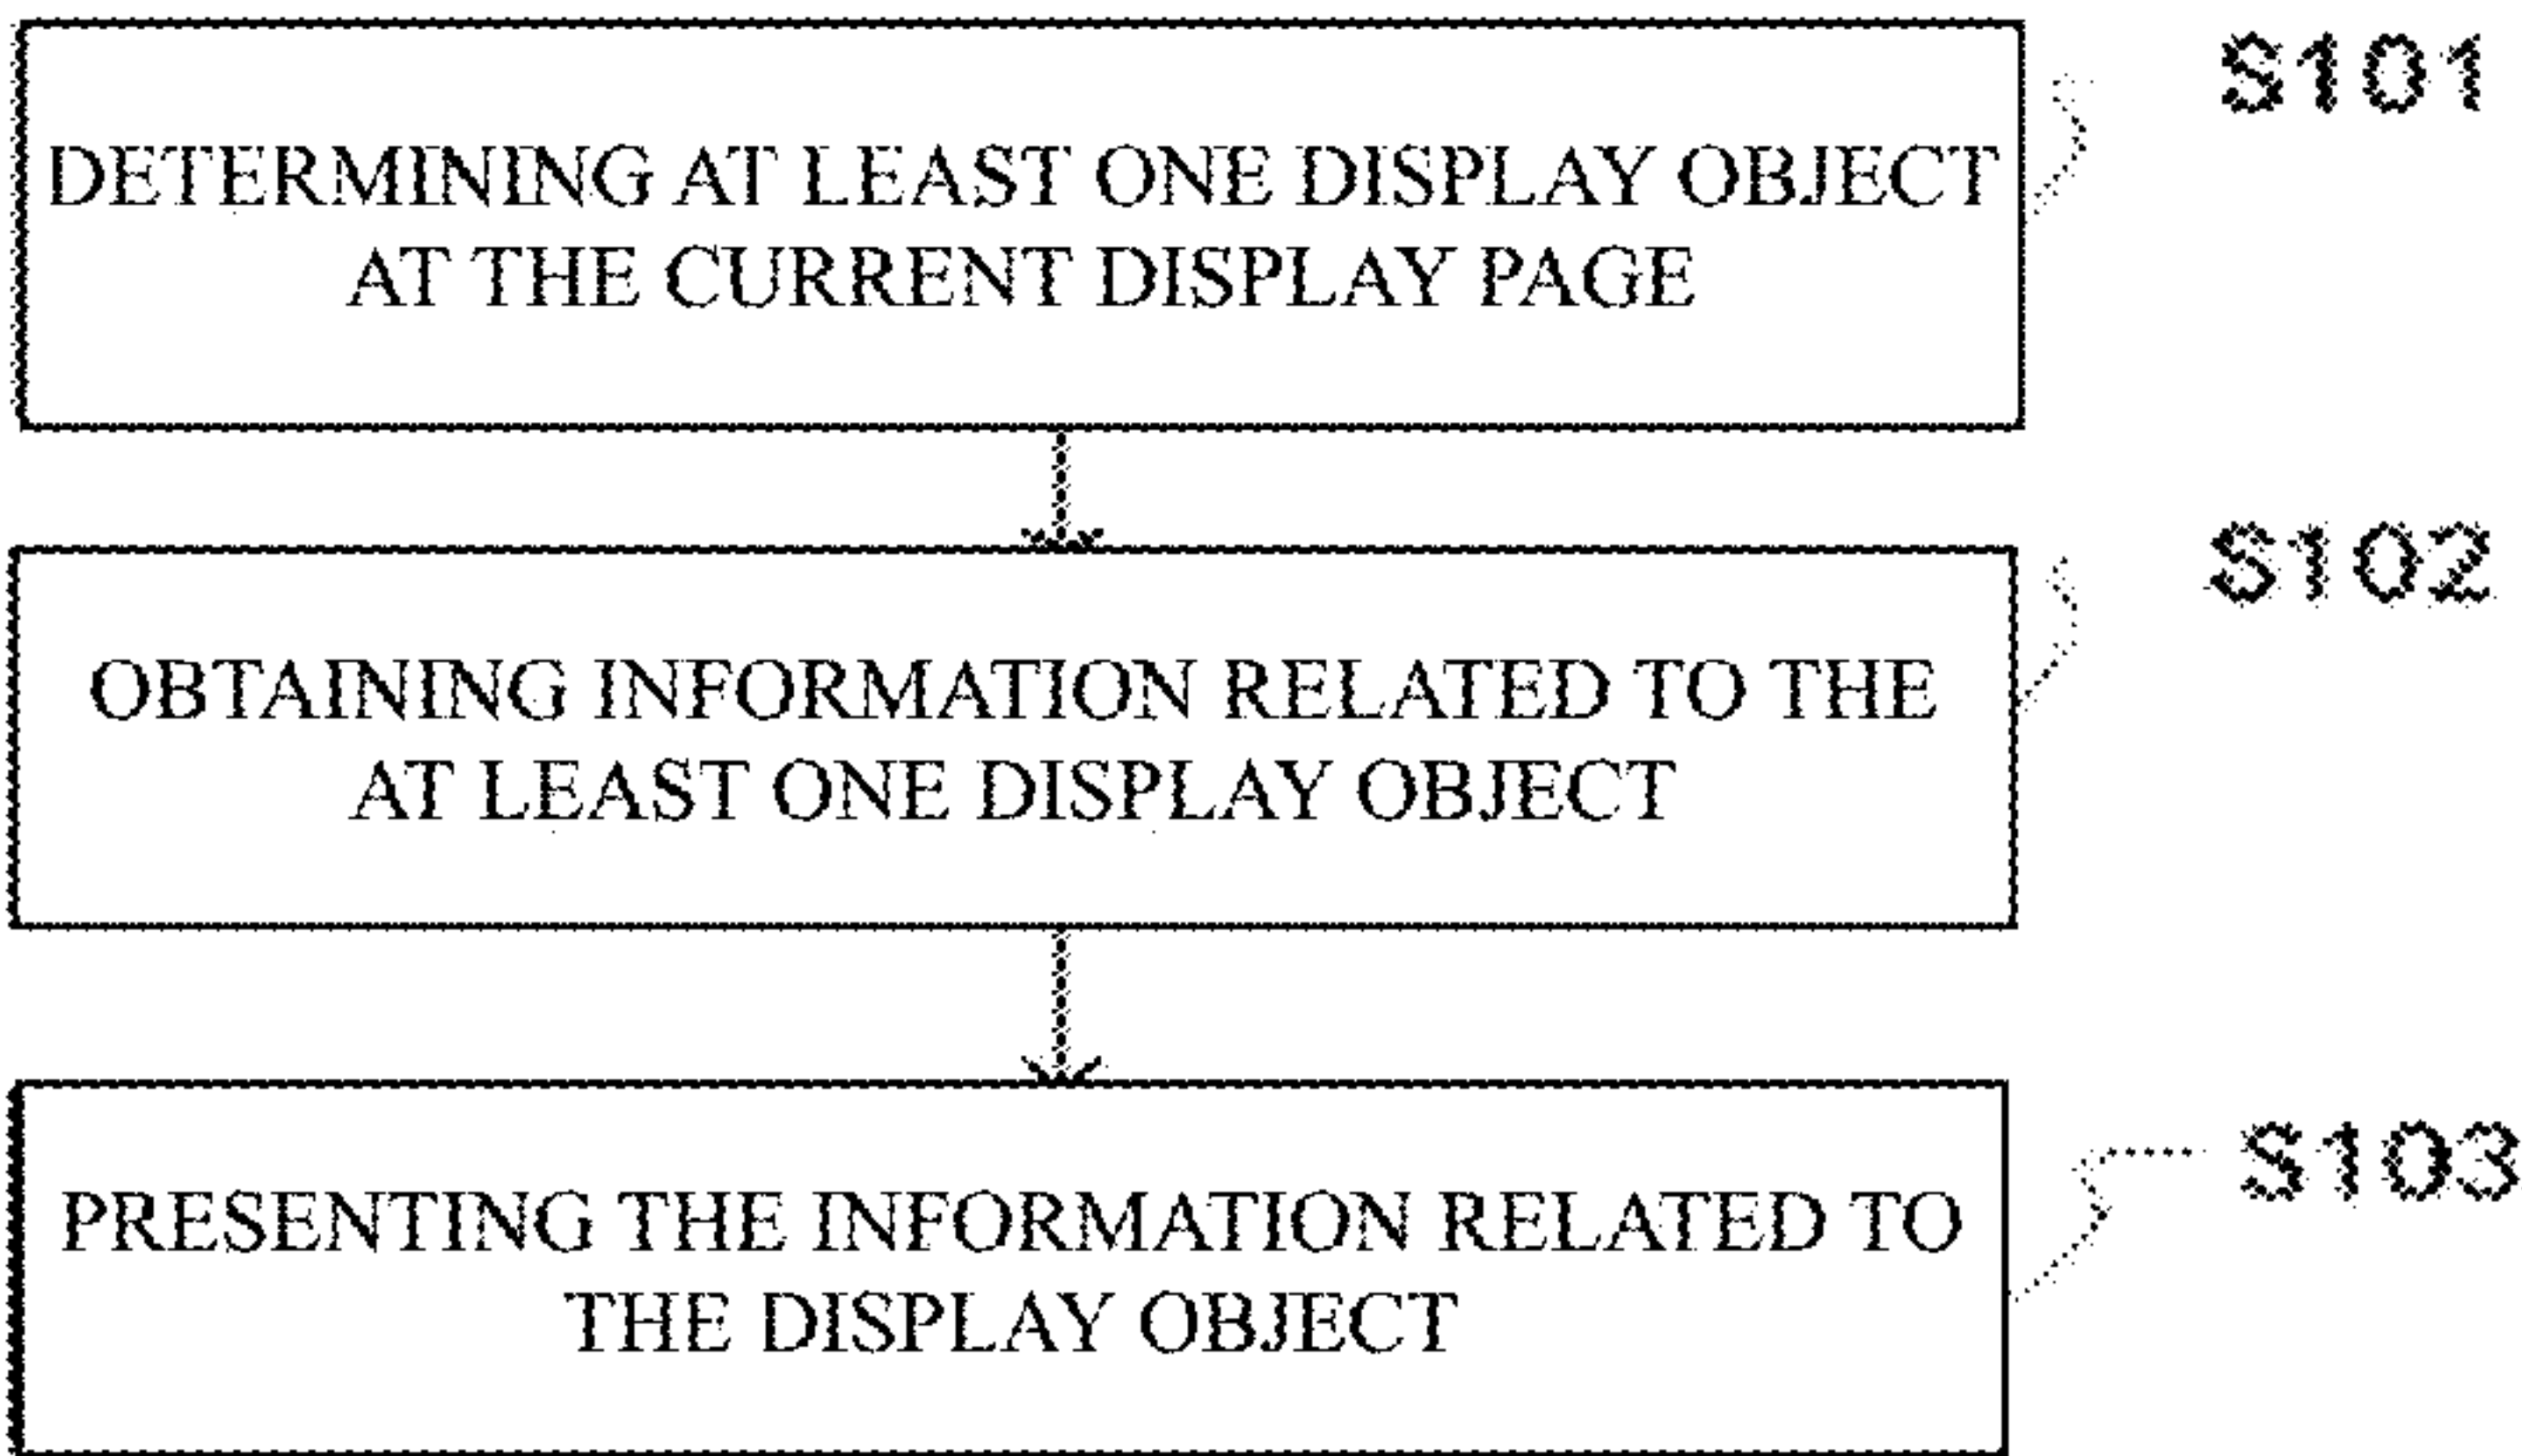 S101
DETERMINING AT LEAST ONE DISPLAY OBJECT
AT THE CURRENT DISPLAY PAGE
S102
OBTAINING INFORMATION RELATED TO THE
AT LEAST ONE DISPLAY OBJECT
S103
PRESENTING THE INFORMATION RELATED TO
THE DISPLAY OBJECT